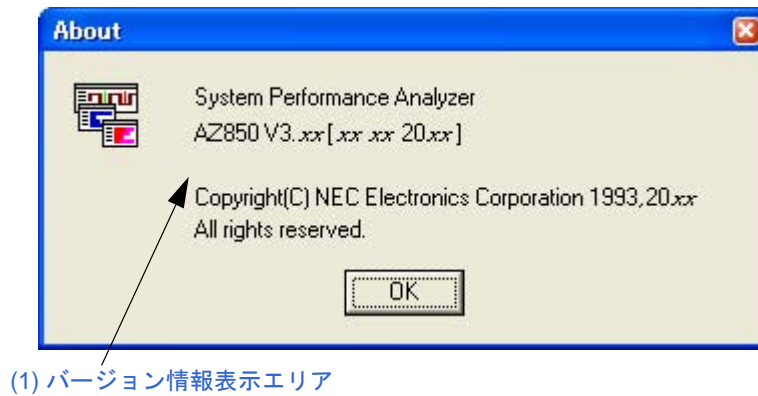 About
System Performance Analyzer
AZ850 V3.xx[xx xx 20xx]
Copyright(C) NEC Electronics Corporation 1993,20xx
All rights reserved.
OK
(1) バージョン情報表示エリア